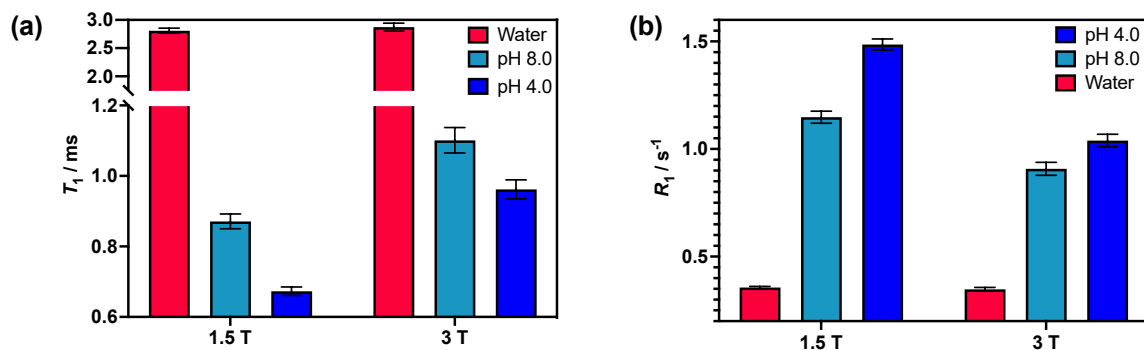 (a)
T₁ / ms
3.0
2.5
2.0
1.2
1.0
0.8
0.6
Water
pH 8.0
pH 4.0
1.5 T
3 T
(b)
R₁ / s⁻¹
1.5
1.0
0.5
pH 4.0
pH 8.0
Water
1.5 T
3 T